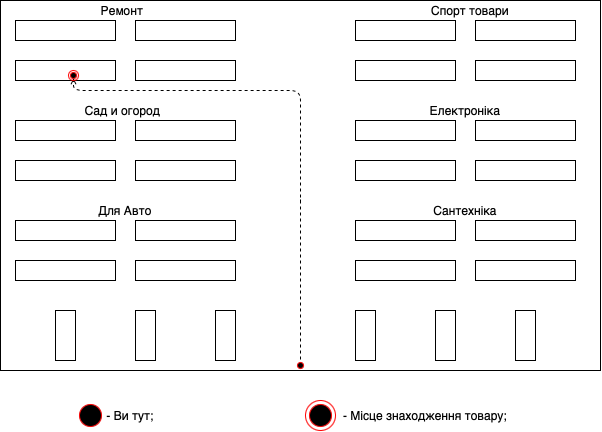 Ремонт
Спорт товари
Сад и огород
Електроніка
Для Авто
Сантехніка
- Ви тут;
- Місце знаходження товару;